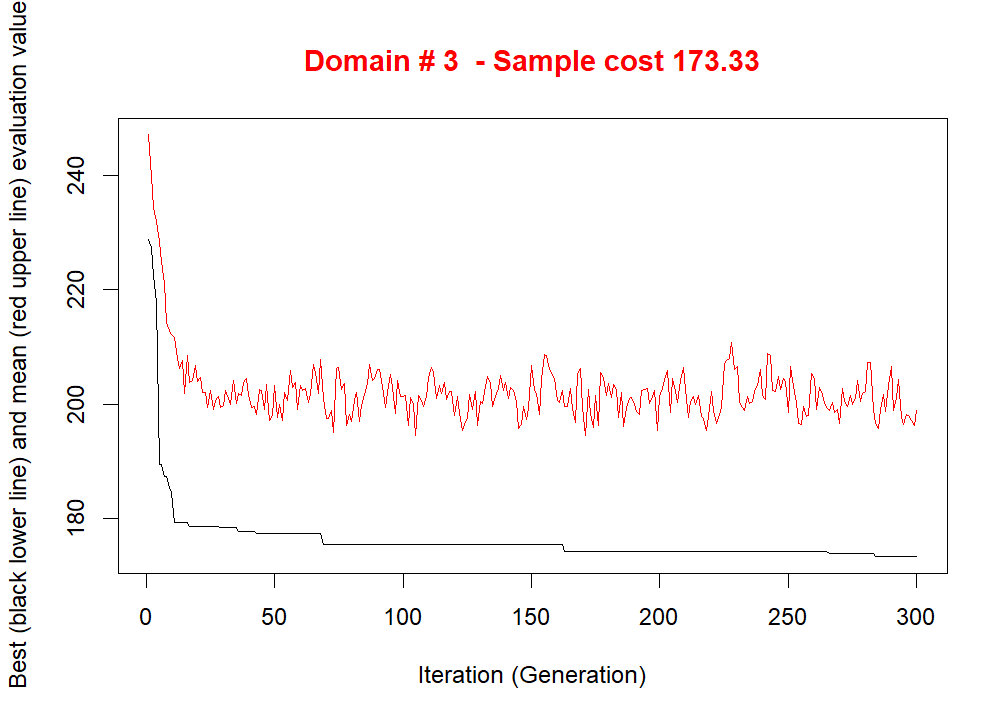 Domain # 3  - Sample cost 173.33
Best (black lower line) and mean (red upper line) evaluation value
240
220
200
180
0 50 100 150 200 250 300
Iteration (Generation)